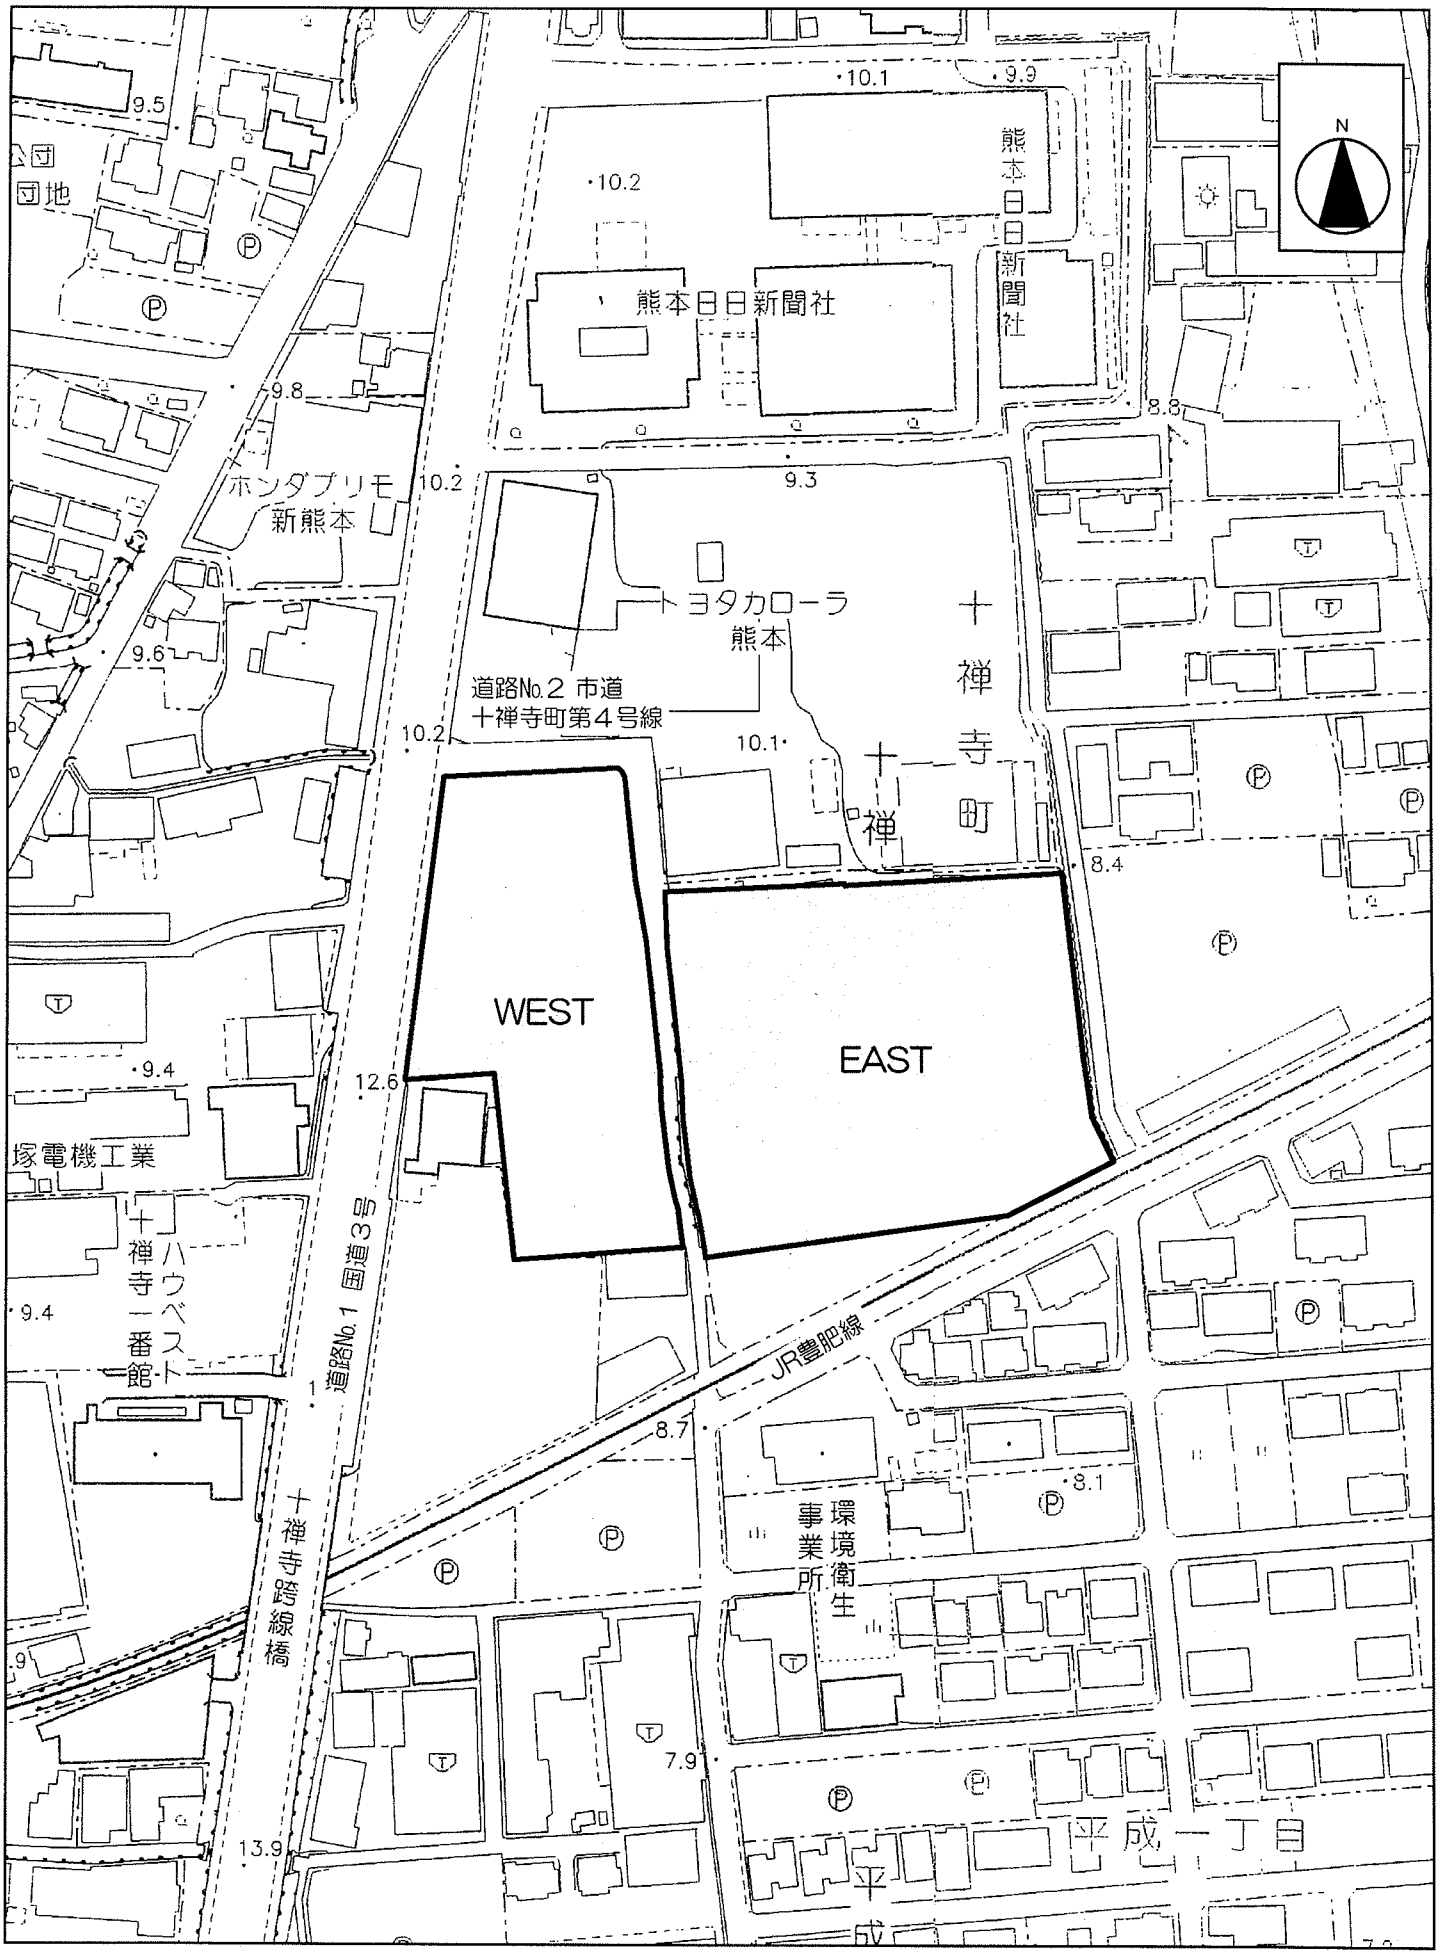 10.1
9.9
N
9.5
公団
団地
10.2
熊本日日新聞社
熊本日日新聞社
P
P
9.8
8.8
ホンダプリモ
新熊本
10.2
9.3
トヨタカローラ
熊本
9.6
道路No.2 市道
十禅寺町第4号線
10.2
10.1
十禅寺町
十禅
P
P
8.4
P
WEST
EAST
T
T
T
9.4
12.6
塚電機工業
道路No.1 国道3号
ハウベスト
十禅寺一番館
9.4
1
JR豊肥線
P
8.7
8.1
P
環境衛生
事業所
P
P
十禅寺跨線橋
9
T
T
T
7.9
P
P
平成一丁目
13.9
平成